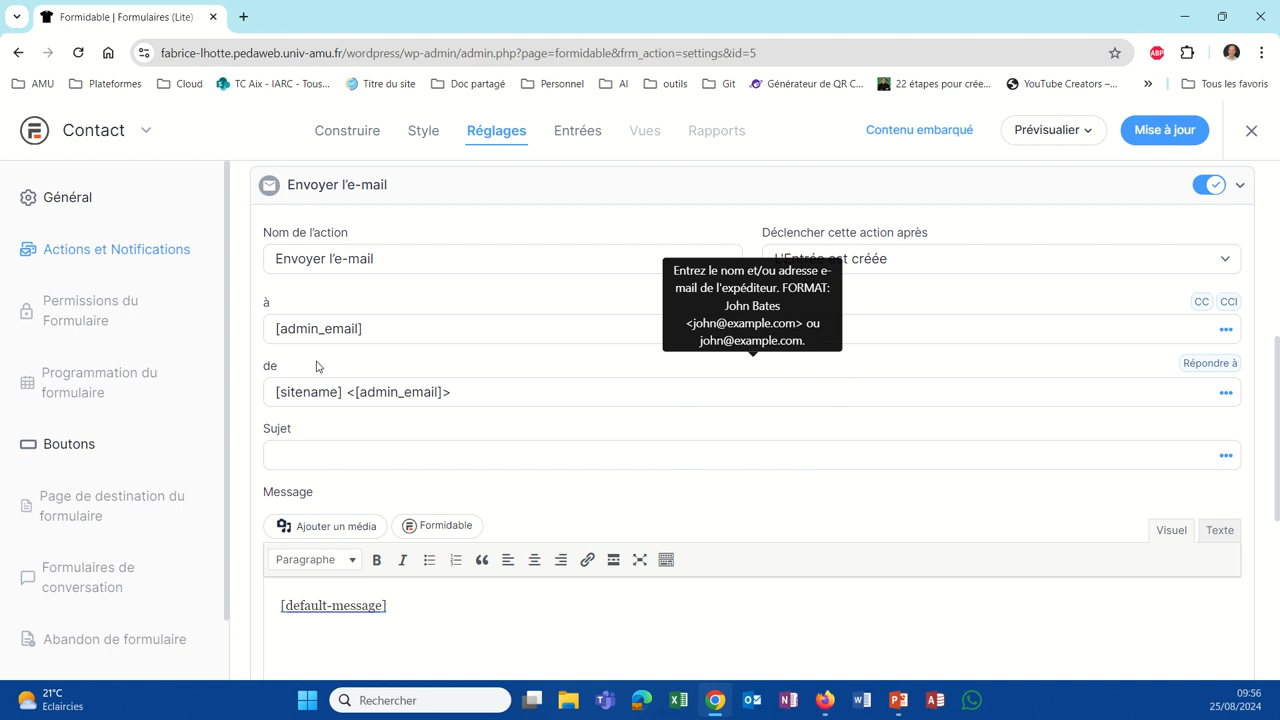 Formidable | Formulaires (Lite)
fabrice-lhotte.pedaweb.univ-amu.fr/wordpress/wp-admin/admin.php?page=formidable&frm_action=settings&id=5
ABP
AMU
Plateformes
Cloud
TC Aix - IARC - Tous...
Titre du site
Doc partagé
Personnel
AI
outils
Git
Générateur de QR C...
22 étapes pour crée...
YouTube Creators –...
»
Tous les favoris
Contact
Construire
Style
Réglages
Entrées
Vues
Rapports
Contenu embarqué
Prévisualier
Mise à jour
Général
Actions et Notifications
Permissions du
Formulaire
Programmation du
formulaire
Boutons
Page de destination du
formulaire
Formulaires de
conversation
Abandon de formulaire
Envoyer l'e-mail
Nom de l'action
Déclencher cette action après
Envoyer l'e-mail
L'Entrée est créée
Entrez le nom et/ou adresse e-
mail de l'expéditeur. FORMAT:
John Bates
<john@example.com> ou
john@example.com.
à
CC
CCI
[admin_email]
de
Répondre à
[sitename] <[admin_email]>
Sujet
Message
Ajouter un média
Formidable
Visuel
Texte
Paragraphe
B
I
[default-message]
21°C
Eclaircies
Rechercher
09:56
25/08/2024